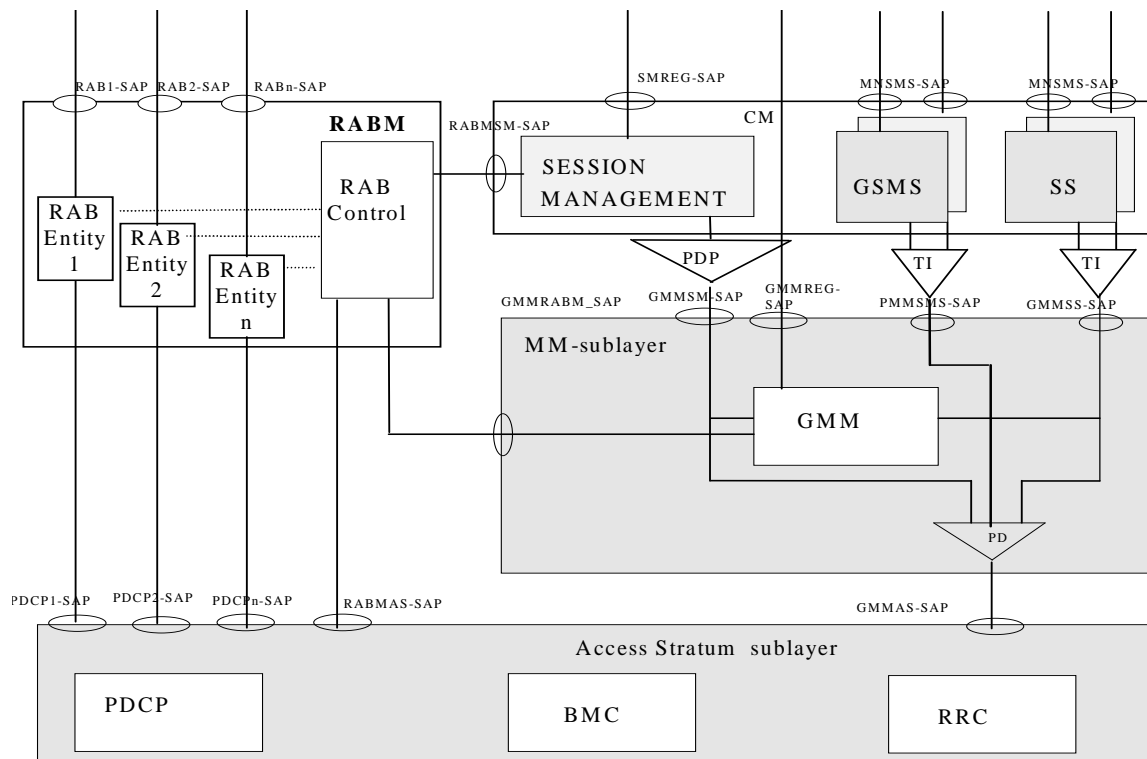 RAB1-SAP RAB2-SAP RABn-SAP
SMREG-SAP
MNSMS-SAP
MNSMS-SAP
RABM
RABMSM-SAP
CM
RAB
Control
SESSION
MANAGEMENT
GSMS
SS
RAB
Entity
1
RAB
Entity
2
RAB
Entity
n
PDP
TI
TI
GMMRABM_SAP
GMMSM-SAP
GMMREG-
SAP
PMMSMS-SAP
GMMSS-SAP
MM-sublayer
GMM
PD
PDCP1-SAP
PDCP2-SAP
PDCPn-SAP
RABMAS-SAP
GMMAS-SAP
Access Stratum sublayer
PDCP
BMC
RRC